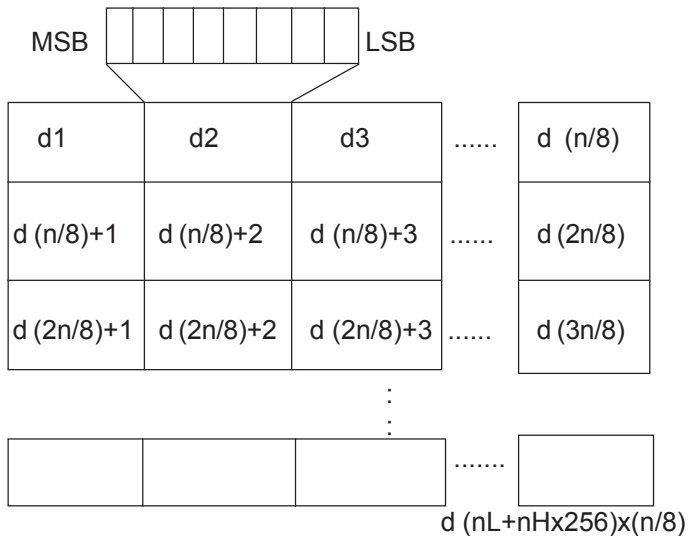 MSB LSB
d1 d2 d3 ...... d (n/8)
d (n/8)+1 d (n/8)+2 d (n/8)+3 ...... d (2n/8)
d (2n/8)+1 d (2n/8)+2 d (2n/8)+3 ...... d (3n/8)
:
:
.......
d (nL+nHx256)x(n/8)